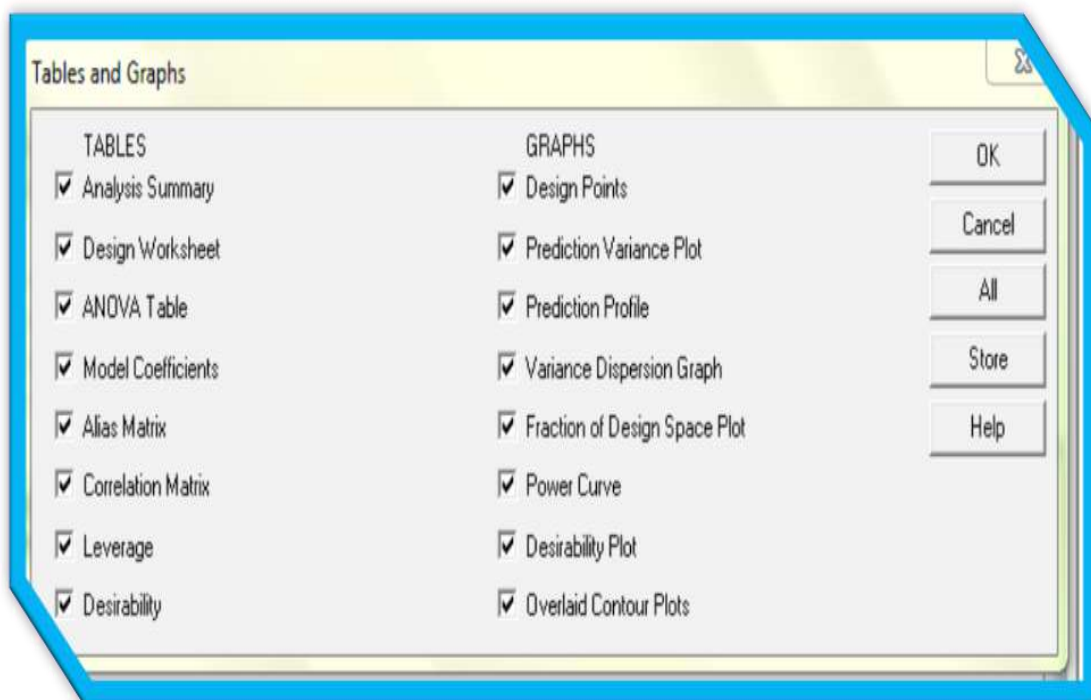 Tables and Graphs
TABLES
Analysis Summary
Design Worksheet
ANOVA Table
Model Coefficients
Alias Matrix
Correlation Matrix
Leverage
Desirability
GRAPHS
Design Points
Prediction Variance Plot
Prediction Profile
Variance Dispersion Graph
Fraction of Design Space Plot
Power Curve
Desirability Plot
Overlaid Contour Plots
OK
Cancel
All
Store
Help